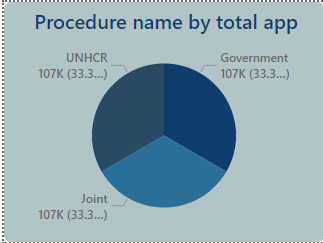 Procedure name by total app
UNHCR
107K (33.3...)
Government
107K (33.3...)
Joint
107K (33.3...)